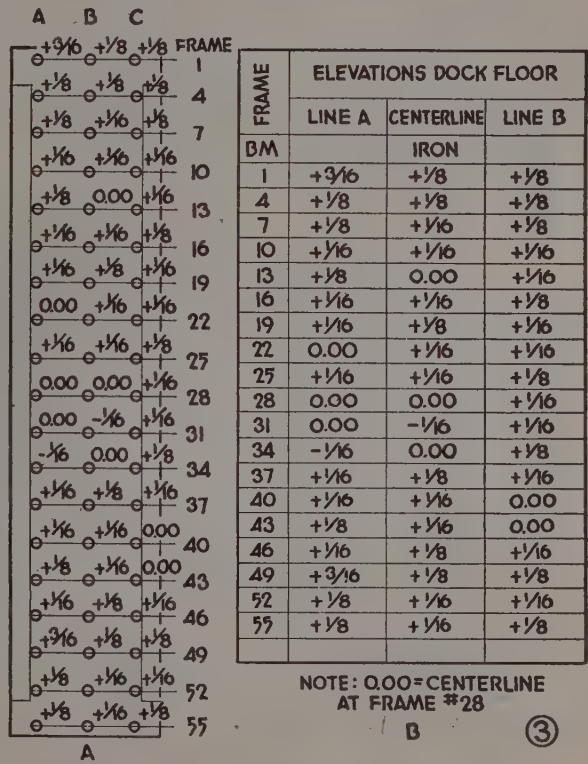 A B C
+3/16 +1/8 +1/8 FRAME
1
+1/8 +1/8 +1/8
4
+1/8 +1/16 +1/8
7
+1/16 +1/16 +1/16
10
+1/8 0.00 +1/16
13
+1/16 +1/16 +1/8
16
+1/16 +1/8 +1/16
19
0.00 +1/16 +1/16
22
+1/16 +1/16 +1/8
25
0.00 0.00 +1/16
28
0.00 -1/16 +1/16
31
-1/16 0.00 +1/8
34
+1/16 +1/8 +1/16
37
+1/16 +1/16 0.00
40
+1/8 +1/16 0.00
43
+1/16 +1/8 +1/16
46
+3/16 +1/8 +1/8
49
+1/8 +1/16 +1/16
52
+1/8 +1/16 +1/8
55
A
FRAME
ELEVATIONS DOCK FLOOR
LINE A CENTERLINE LINE B
BM IRON
1 +3/16 +1/8 +1/8
4 +1/8 +1/8 +1/8
7 +1/8 +1/16 +1/8
10 +1/16 +1/16 +1/16
13 +1/8 0.00 +1/16
16 +1/16 +1/16 +1/8
19 +1/16 +1/8 +1/16
22 0.00 +1/16 +1/16
25 +1/16 +1/16 +1/8
28 0.00 0.00 +1/16
31 0.00 -1/16 +1/16
34 -1/16 0.00 +1/8
37 +1/16 +1/8 +1/16
40 +1/16 +1/16 0.00
43 +1/8 +1/16 0.00
46 +1/16 +1/8 +1/16
49 +3/16 +1/8 +1/8
52 +1/8 +1/16 +1/16
55 +1/8 +1/16 +1/8
NOTE: 0.00=CENTERLINE
AT FRAME #28
B
3